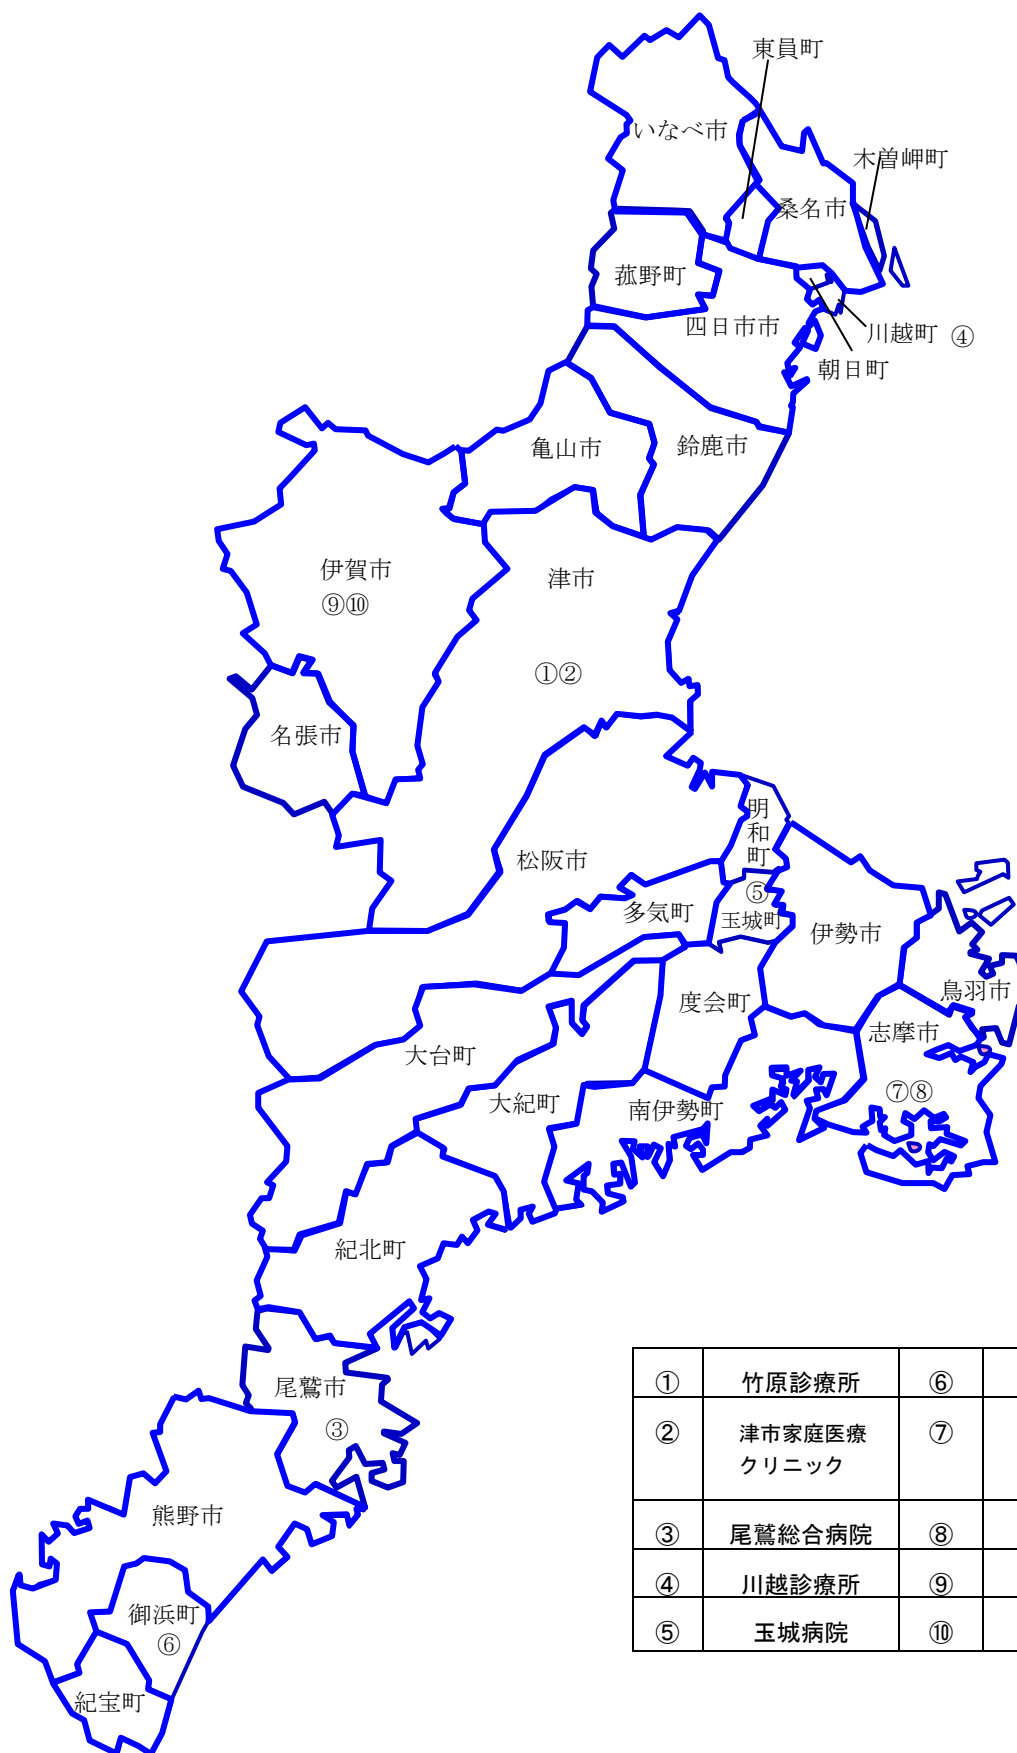 東員町
いなべ市
木曽岬町
桑名市
菰野町
四日市市
川越町 ④
朝日町
亀山市
鈴鹿市
伊賀市
⑨⑩
津市
①②
名張市
明和町
松阪市
⑤
多気町
玉城町
伊勢市
鳥羽市
度会町
志摩市
大台町
⑦⑧
大紀町
南伊勢町
紀北町
尾鷲市
③
熊野市
御浜町
⑥
紀宝町
① 竹原診療所 ⑥
② 津市家庭医療 ⑦
クリニック
③ 尾鷲総合病院 ⑧
④ 川越診療所 ⑨
⑤ 玉城病院 ⑩